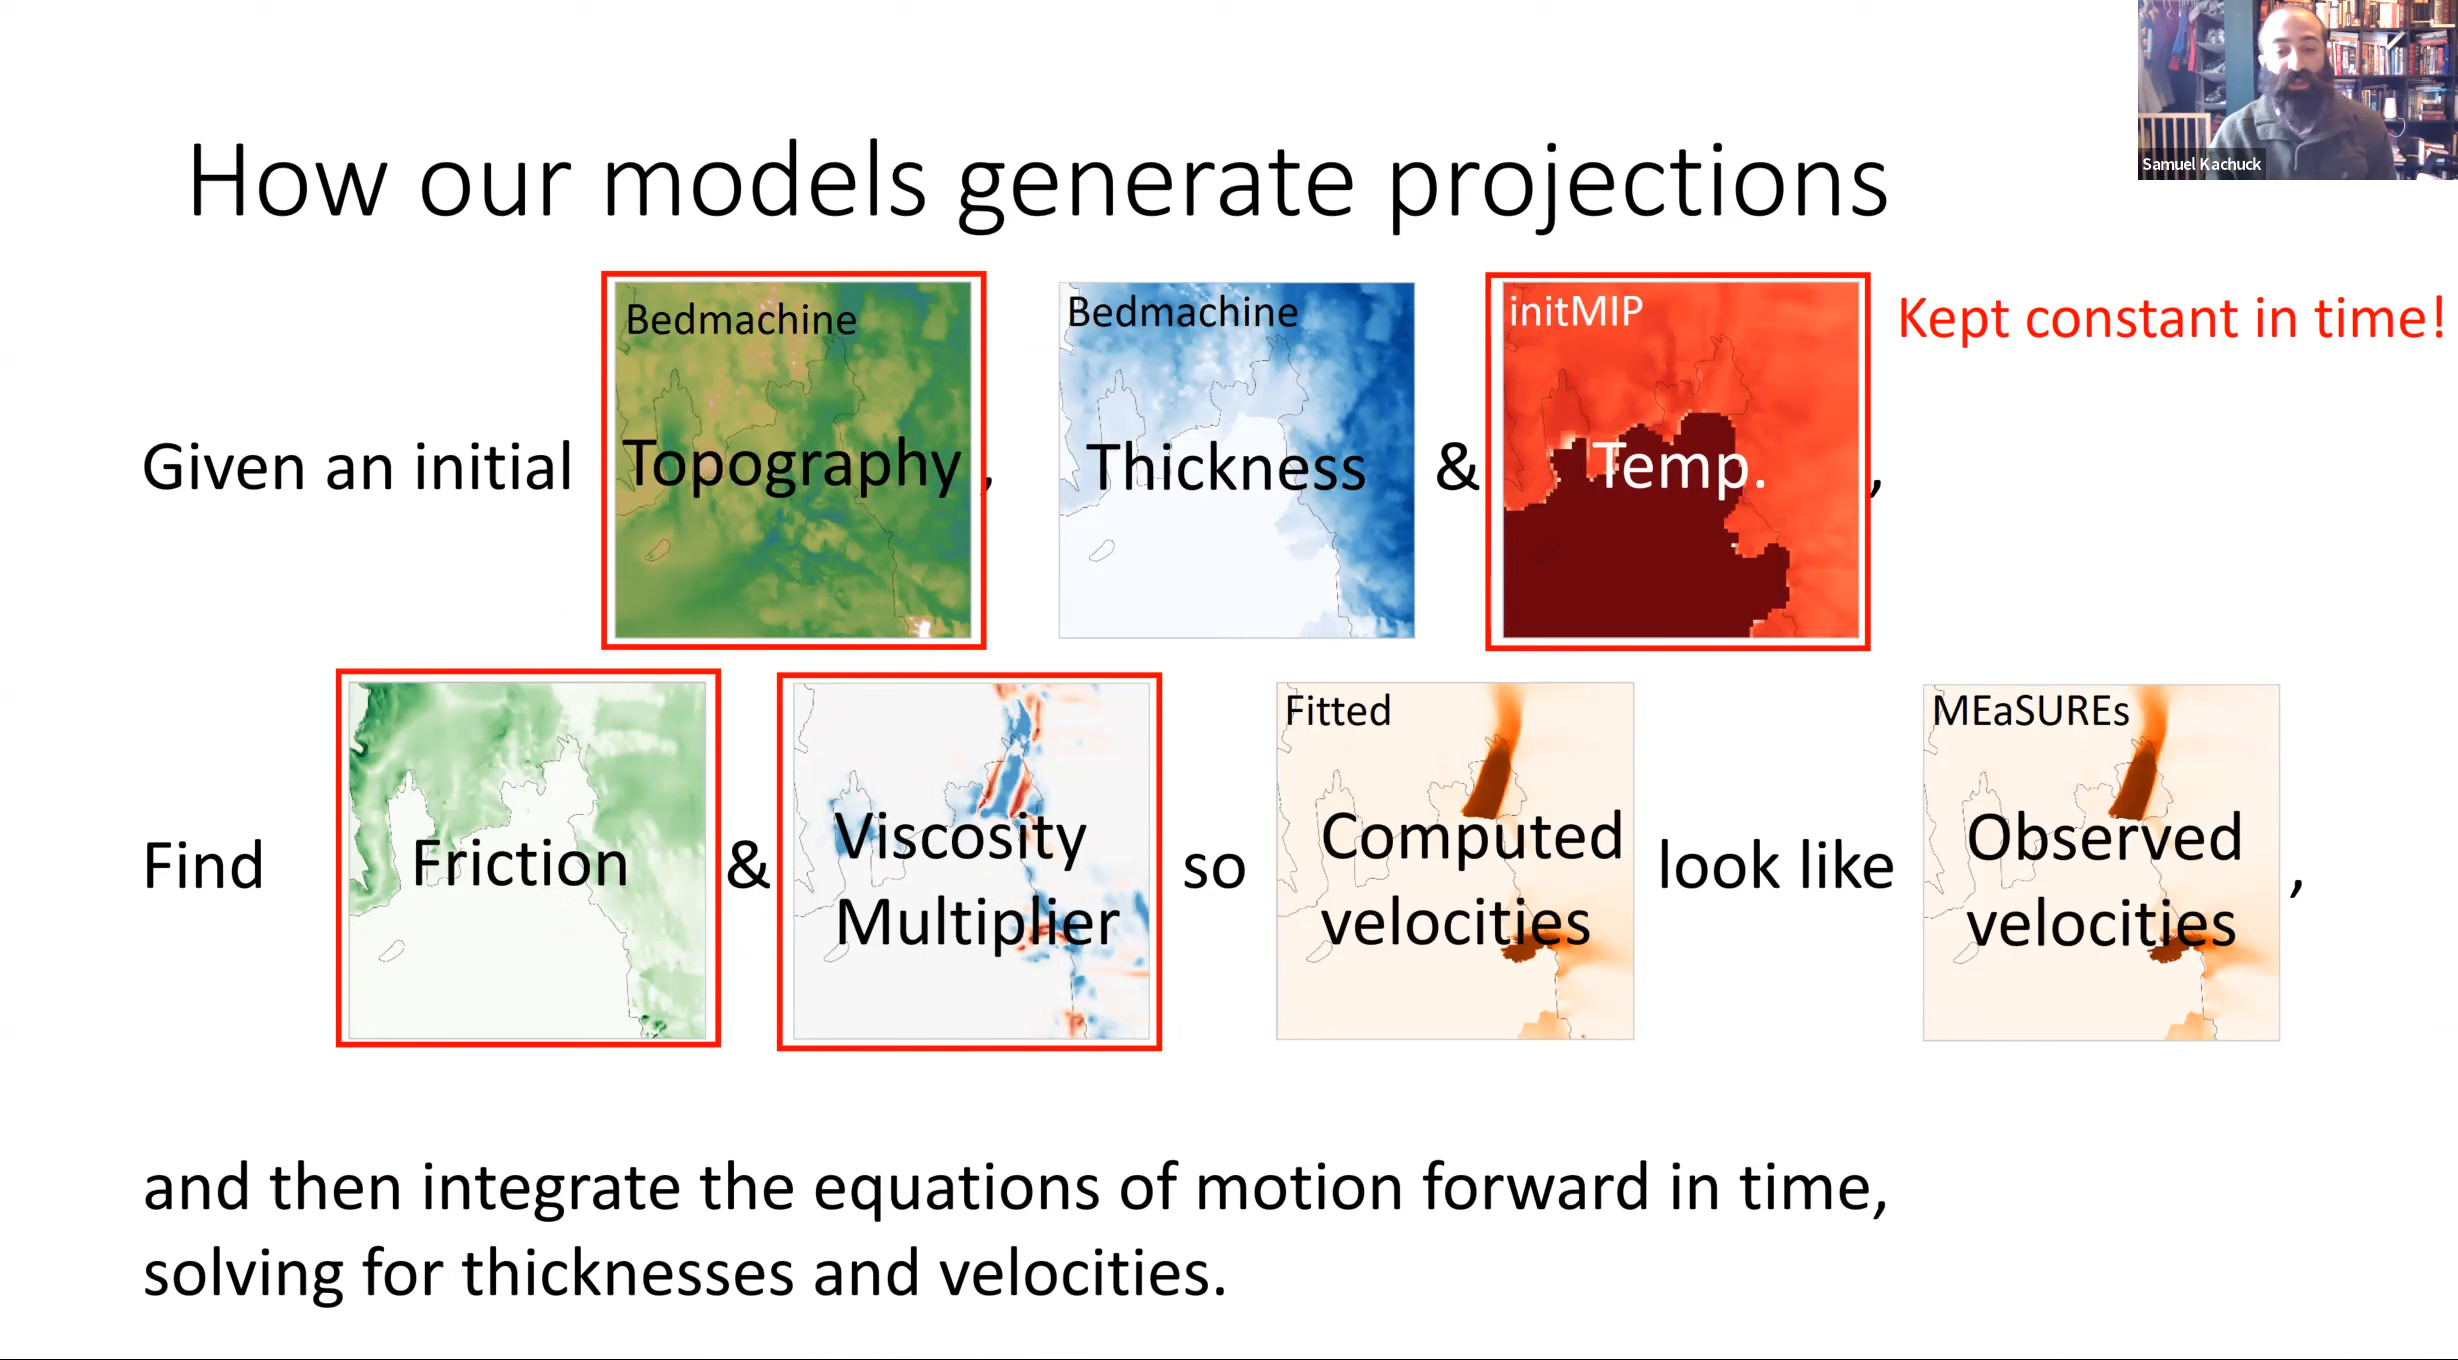 Samuel Kachuck
How our models generate projections
Bedmachine
Bedmachine
initMIP
Kept constant in time!
Given an initial Topography, Thickness & Temp.,
Fitted
MEaSUREs
Find Friction & Viscosity Multiplier so Computed velocities look like Observed velocities,
and then integrate the equations of motion forward in time,
solving for thicknesses and velocities.